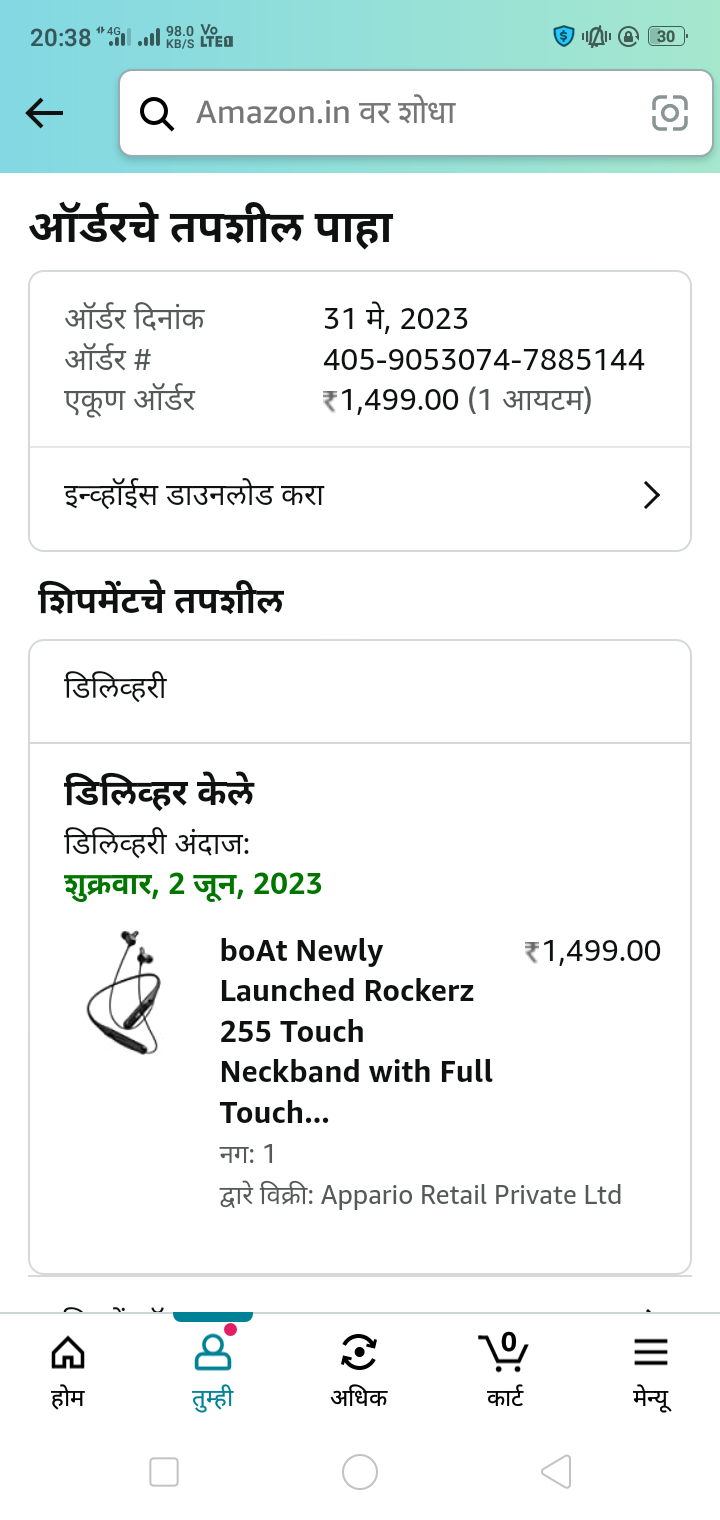 20:38 4G 98.0 KB/S Vo LTE 30
Amazon.in वर शोधा
ऑर्डरचे तपशील पाहा
ऑर्डर दिनांक 31 मे, 2023
ऑर्डर # 405-9053074-7885144
एकूण ऑर्डर ₹1,499.00 (1 आयटम)
इन्व्हॉईस डाउनलोड करा
शिपमेंटचे तपशील
डिलिव्हरी
डिलिव्हर केले
डिलिव्हरी अंदाज:
शुक्रवार, 2 जून, 2023
boAt Newly ₹1,499.00
Launched Rockerz
255 Touch
Neckband with Full
Touch...
नग: 1
द्वारे विक्री: Appario Retail Private Ltd
0
होम तुम्ही अधिक कार्ट मेन्यू